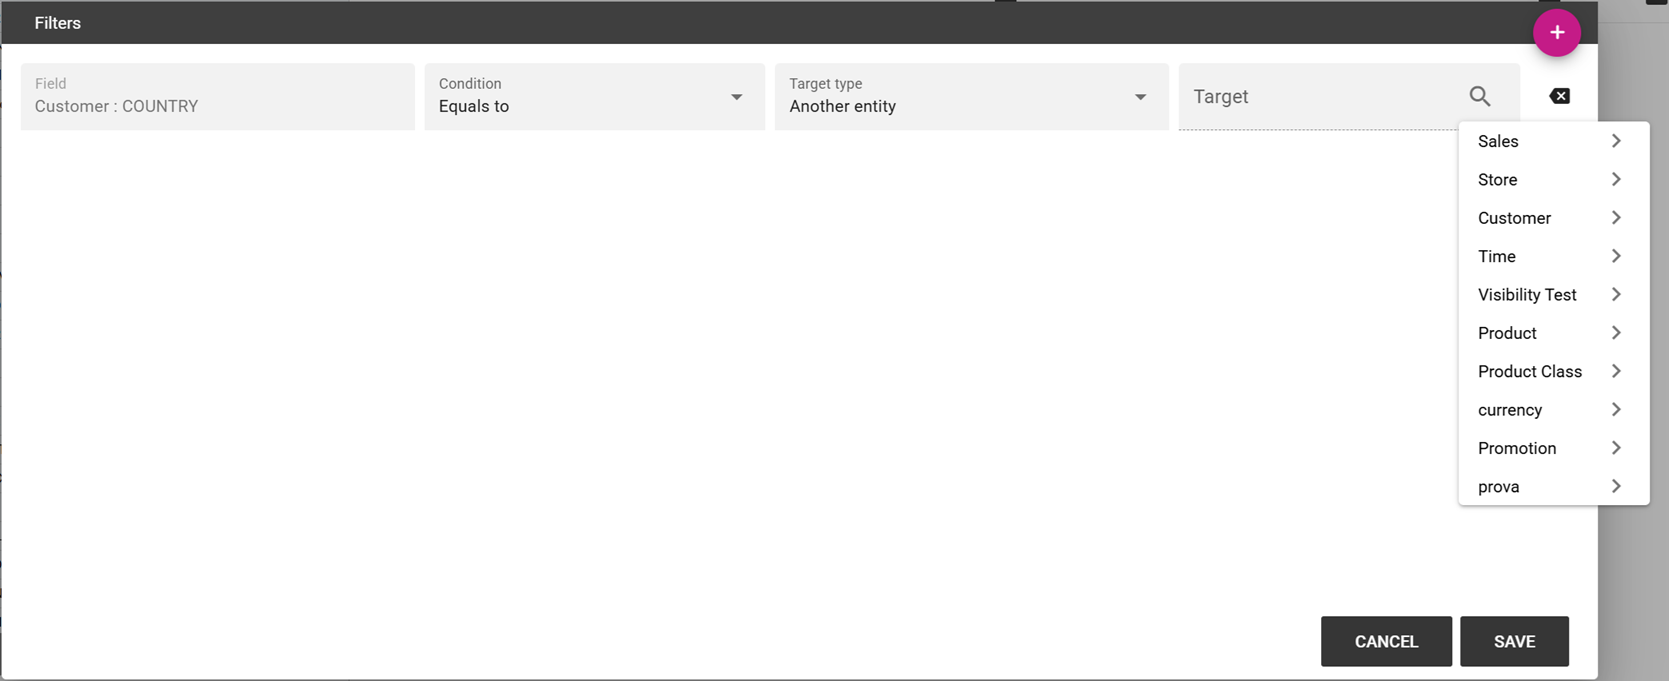 Filters
Field
Customer : COUNTRY
Condition
Equals to
Target type
Another entity
Target
Sales
Store
Customer
Time
Visibility Test
Product
Product Class
currency
Promotion
prova
CANCEL
SAVE